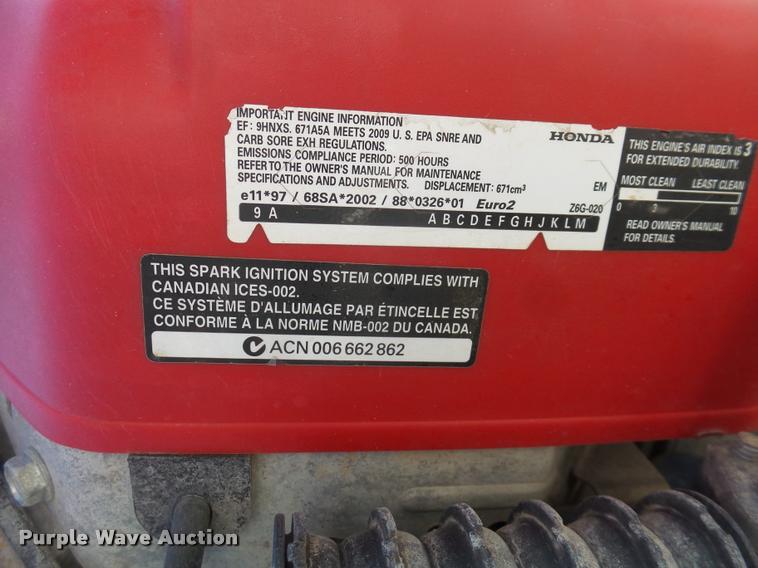 IMPORTANT ENGINE INFORMATION
EF: 9HNXS. 671A5A MEETS 2009 U. S. EPA SNRE AND
CARB SORE EXH REGULATIONS.
EMISSIONS COMPLIANCE PERIOD: 500 HOURS
REFER TO THE OWNER'S MANUAL FOR MAINTENANCE
SPECIFICATIONS AND ADJUSTMENTS. DISPLACEMENT: 671cm³
HONDA
EM
e11*97 / 68SA*2002 / 88*0326*01 Euro2 Z6G-020
9 A A B C D E F G H J K L M
THIS ENGINE'S AIR INDEX IS 3
FOR EXTENDED DURABILITY.
MOST CLEAN LEAST CLEAN
0 3 10
READ OWNER'S MANUAL
FOR DETAILS.
THIS SPARK IGNITION SYSTEM COMPLIES WITH
CANADIAN ICES-002.
CE SYSTÈME D'ALLUMAGE PAR ÉTINCELLE EST
CONFORME À LA NORME NMB-002 DU CANADA.
ACN 006 662 862
Purple Wave Auction